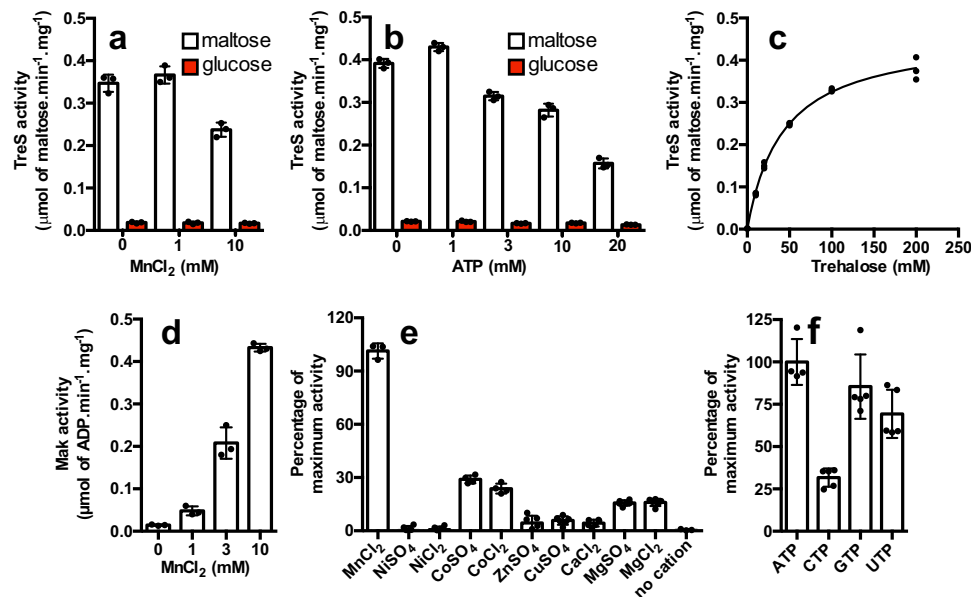 a
maltose
glucose
TreS activity
(μmol of maltose.min⁻¹.mg⁻¹)
0.5
0.4
0.3
0.2
0.1
0.0
0 1 10
MnCl₂ (mM)
b
maltose
glucose
TreS activity
(μmol of maltose.min⁻¹.mg⁻¹)
0.5
0.4
0.3
0.2
0.1
0.0
0 1 3 10 20
ATP (mM)
c
TreS activity
(μmol of maltose.min⁻¹.mg⁻¹)
0.5
0.4
0.3
0.2
0.1
0.0
0 50 100 150 200 250
Trehalose (mM)
d
Mak activity
(μmol of ADP.min⁻¹.mg⁻¹)
0.5
0.4
0.3
0.2
0.1
0.0
0 1 3 10
MnCl₂ (mM)
e
Percentage of
maximum activity
120
90
60
30
0
MnCl₂
NiSO₄
NiCl₂
CoSO₄
CoCl₂
ZnSO₄
CuSO₄
CaCl₂
MgSO₄
MgCl₂
no cation
f
Percentage of
maximum activity
125
100
75
50
25
0
ATP
CTP
GTP
UTP